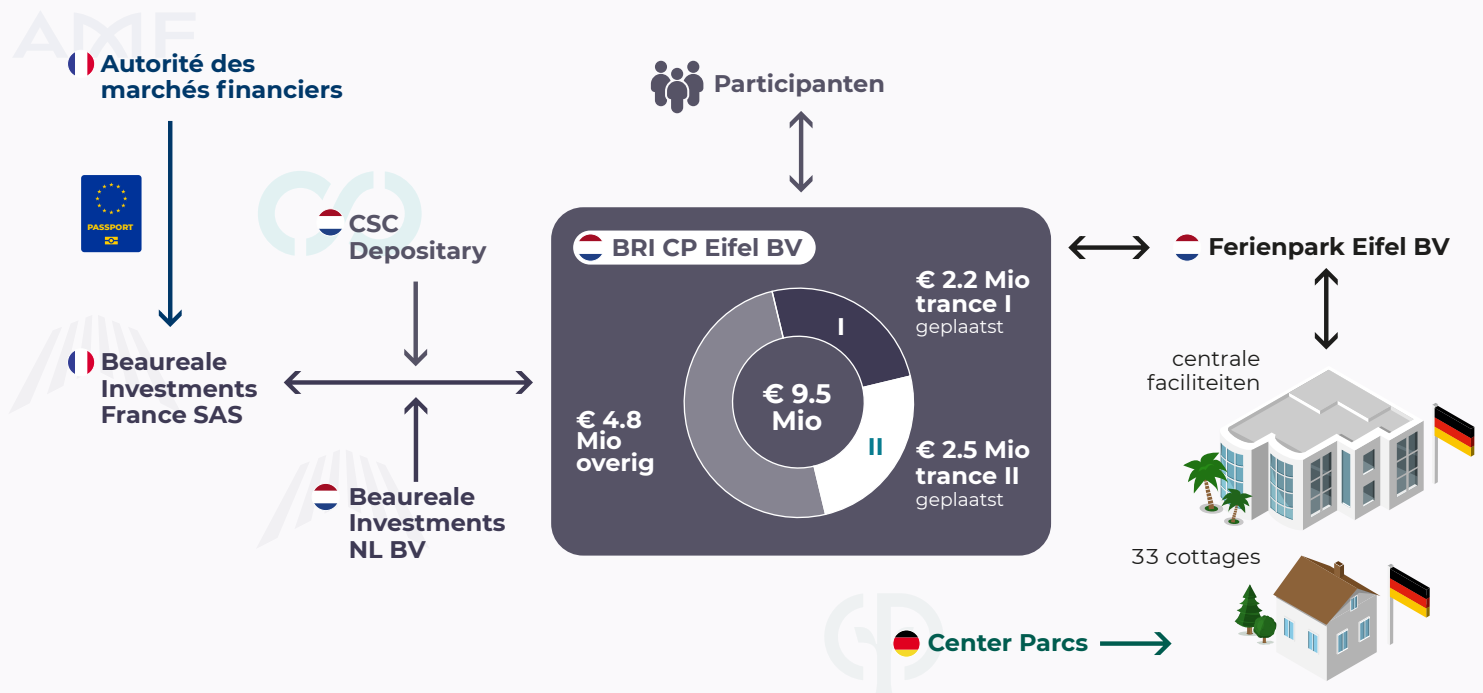 AMF
Autorité des
marchés financiers
PASSPORT
Participanten
CSC
Depositary
BRI CP Eifel BV
€ 2.2 Mio
trance I
geplaatst
I
€ 9.5
Mio
€ 4.8
Mio
overig
II
€ 2.5 Mio
trance II
geplaatst
Ferienpark Eifel BV
centrale
faciliteiten
33 cottages
Beaureale
Investments
France SAS
Beaureale
Investments
NL BV
Center Parcs